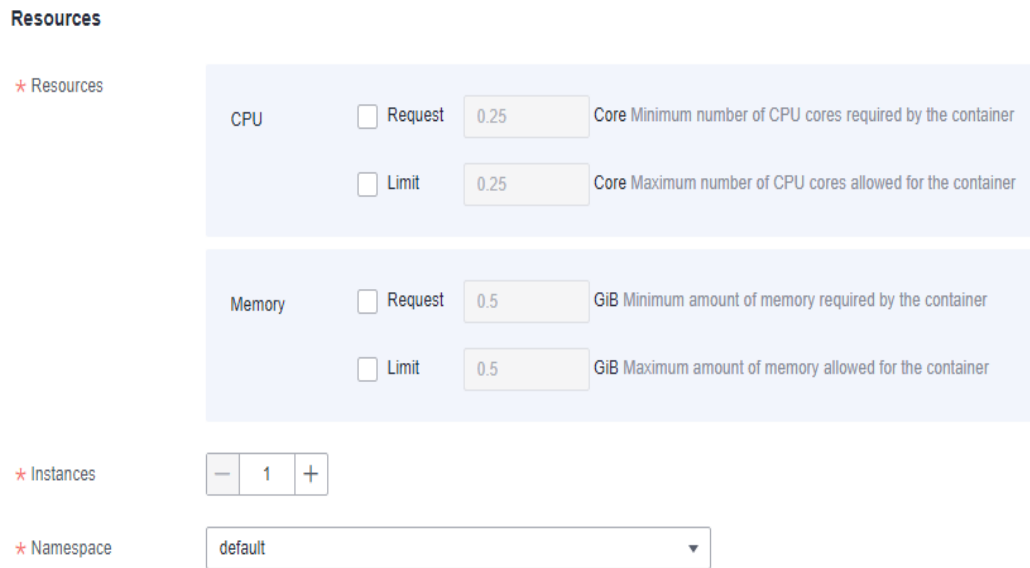 Resources
* Resources
CPU
Request 0.25 Core Minimum number of CPU cores required by the container
Limit 0.25 Core Maximum number of CPU cores allowed for the container
Memory
Request 0.5 GiB Minimum amount of memory required by the container
Limit 0.5 GiB Maximum amount of memory allowed for the container
* Instances − 1 +
* Namespace default